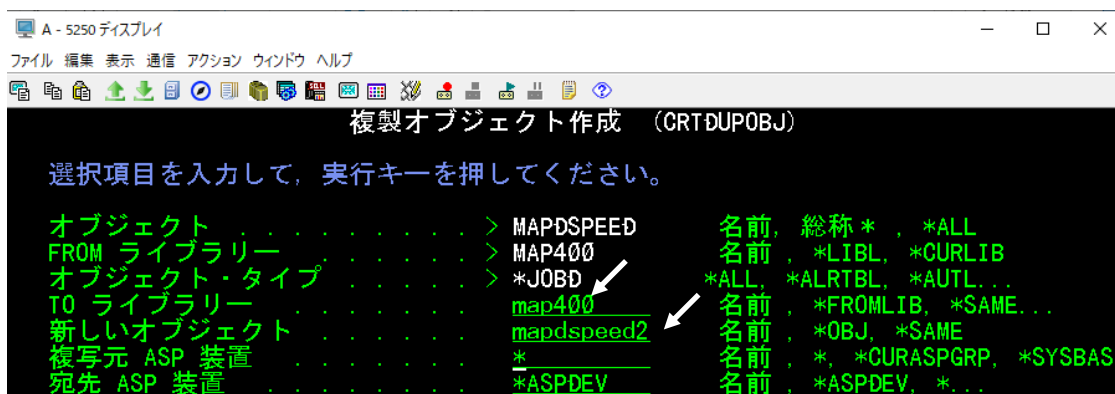 A - 5250 ディスプレイ
ファイル 編集 表示 通信 アクション ウィンドウ ヘルプ
複製オブジェクト作成 (CRTDUPOBJ)
選択項目を入力して, 実行キーを押してください。
オブジェクト . . . . . . . . . . > MAPDSPEED 名前, 総称*, *ALL
FROM ライブラリー . . . . . . . > MAP400 名前, *LIBL, *CURLIB
オブジェクト・タイプ . . . . . . > *JOBD *ALL, *ALRTBL, *AUTL...
TO ライブラリー . . . . . . . . map400 名前, *FROMLIB, *SAME...
新しいオブジェクト . . . . . . . mapdspeed2 名前, *OBJ, *SAME
複写元 ASP 装置 . . . . . . . . * 名前, *, *CURASPGRP, *SYSBAS
宛先 ASP 装置 . . . . . . . . . *ASPDEV 名前, *ASPDEV, *...